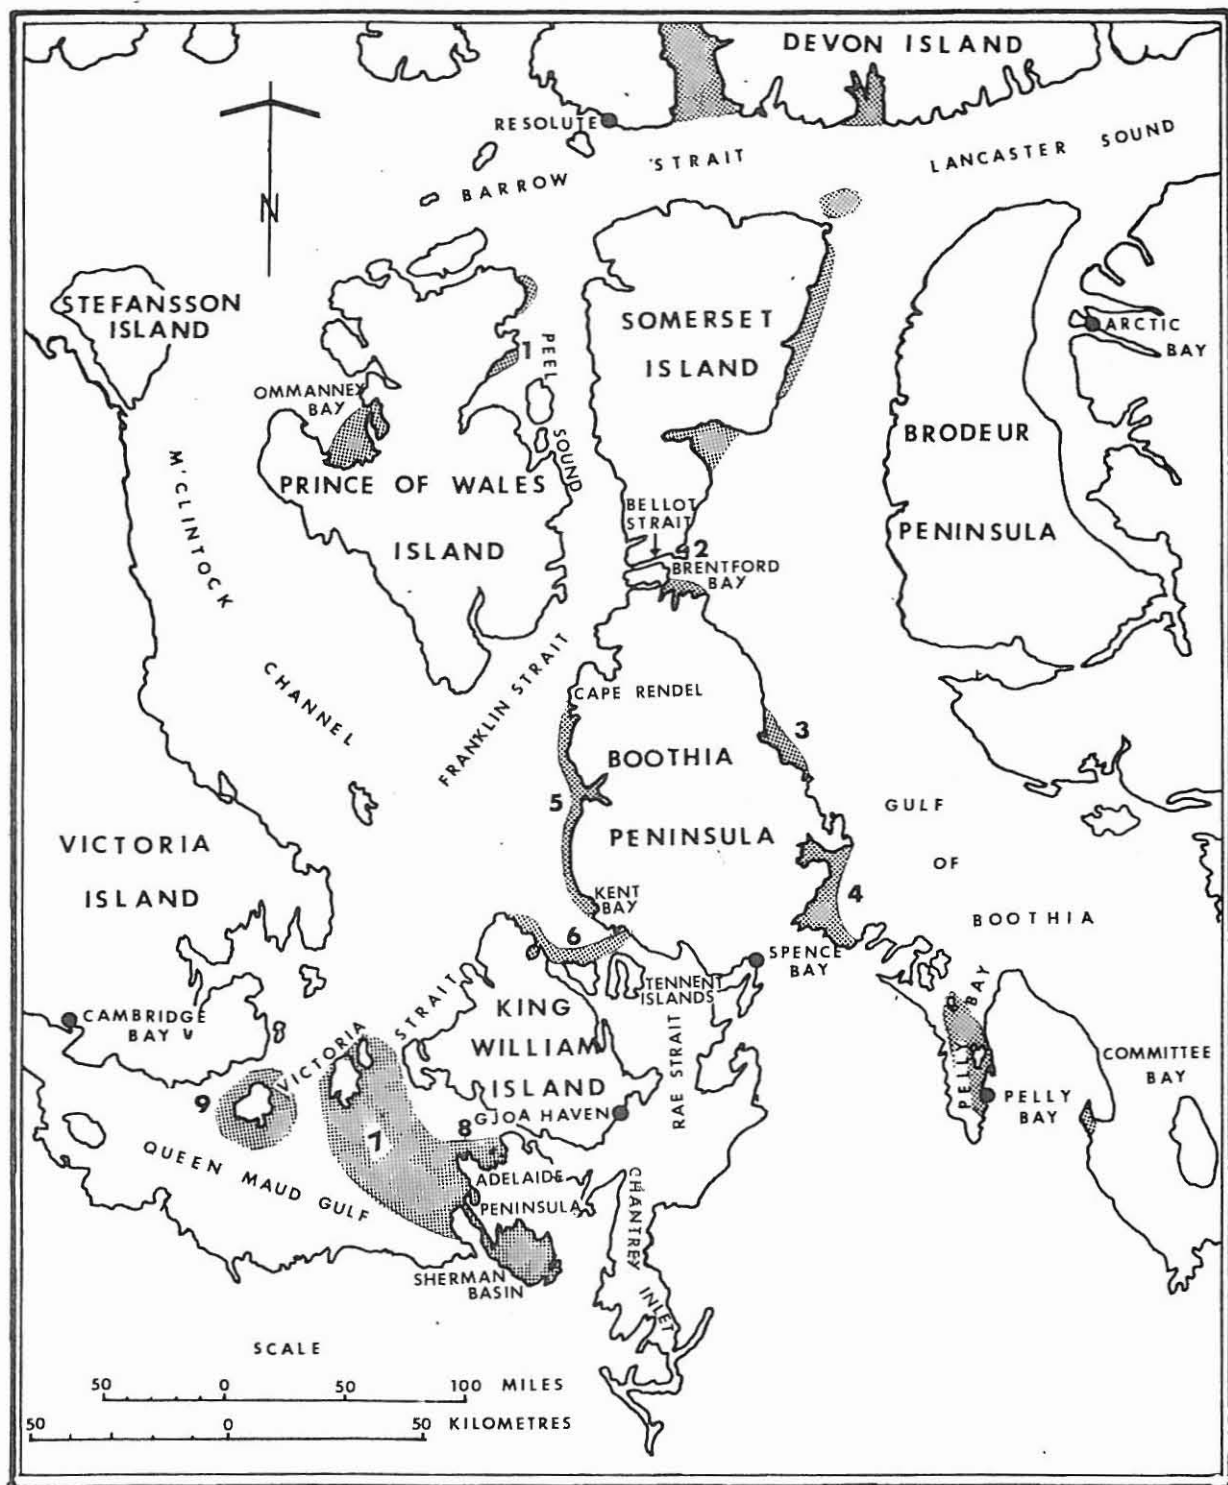 DEVON ISLAND
RESOLUTE
BARROW STRAIT
LANCASTER SOUND
N
STEFANSSON
ISLAND
SOMERSET
ISLAND
ARCTIC
BAY
1
PEEL
SOUND
OMMANNEY
BAY
PRINCE OF WALES
ISLAND
BRODEUR
PENINSULA
M'CLINTOCK
CHANNEL
BELLOT
STRAIT
2
BRENTFORD
BAY
FRANKLIN STRAIT
CAPE RENDEL
BOOTHIA
PENINSULA
3
5
4
GULF
OF
BOOTHIA
VICTORIA
ISLAND
KENT
BAY
6
SPENCE
BAY
TENNENT
ISLANDS
KING
WILLIAM
ISLAND
RAE STRAIT
VICTORIA STRAIT
CAMBRIDGE
BAY
PELLY BAY
PELLY
BAY
COMMITTEE
BAY
9
7
8
GJOA HAVEN
QUEEN MAUD GULF
ADELAIDE
PENINSULA
CHANTREY
INLET
SHERMAN
BASIN
SCALE
50 0 50 100 MILES
50 0 50 KILOMETRES